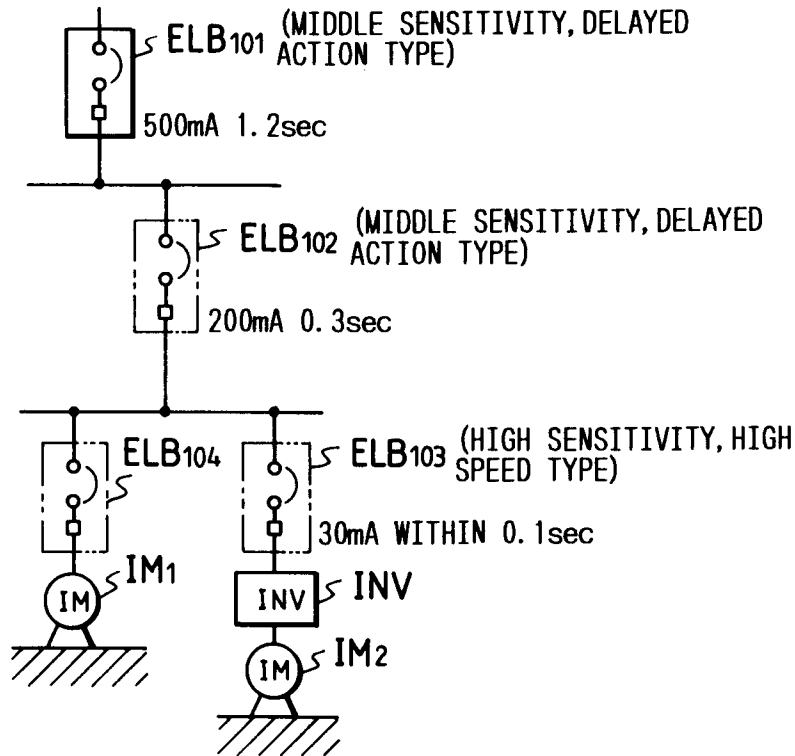 ELB101 (MIDDLE SENSITIVITY, DELAYED
ACTION TYPE)
500mA 1.2sec
ELB102 (MIDDLE SENSITIVITY, DELAYED
ACTION TYPE)
200mA 0.3sec
ELB104
ELB103 (HIGH SENSITIVITY, HIGH
SPEED TYPE)
30mA WITHIN 0.1sec
IM IM1
INV INV
IM IM2